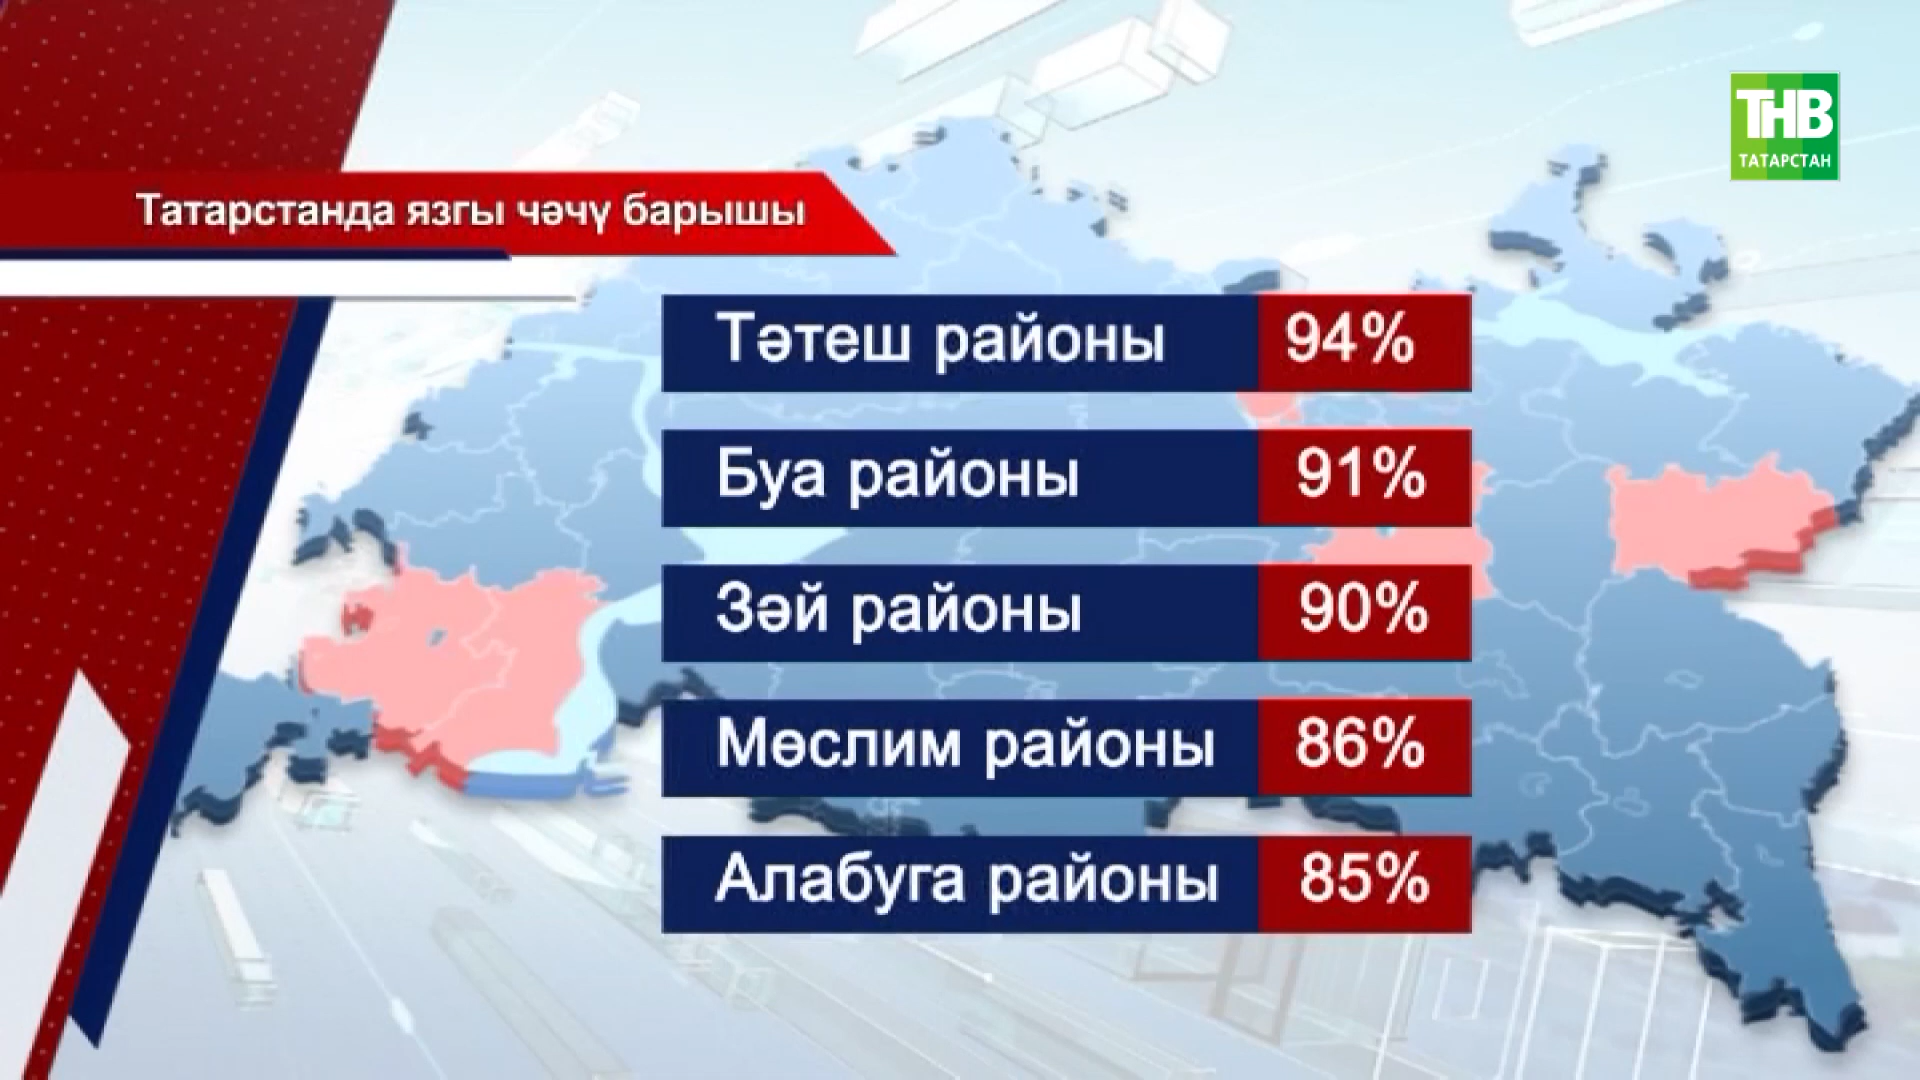 ТНВ
ТАТАРСТАН
Татарстанда язгы чәчү барышы
Тәтеш районы 94%
Буа районы 91%
Зәй районы 90%
Мөслим районы 86%
Алабуга районы 85%